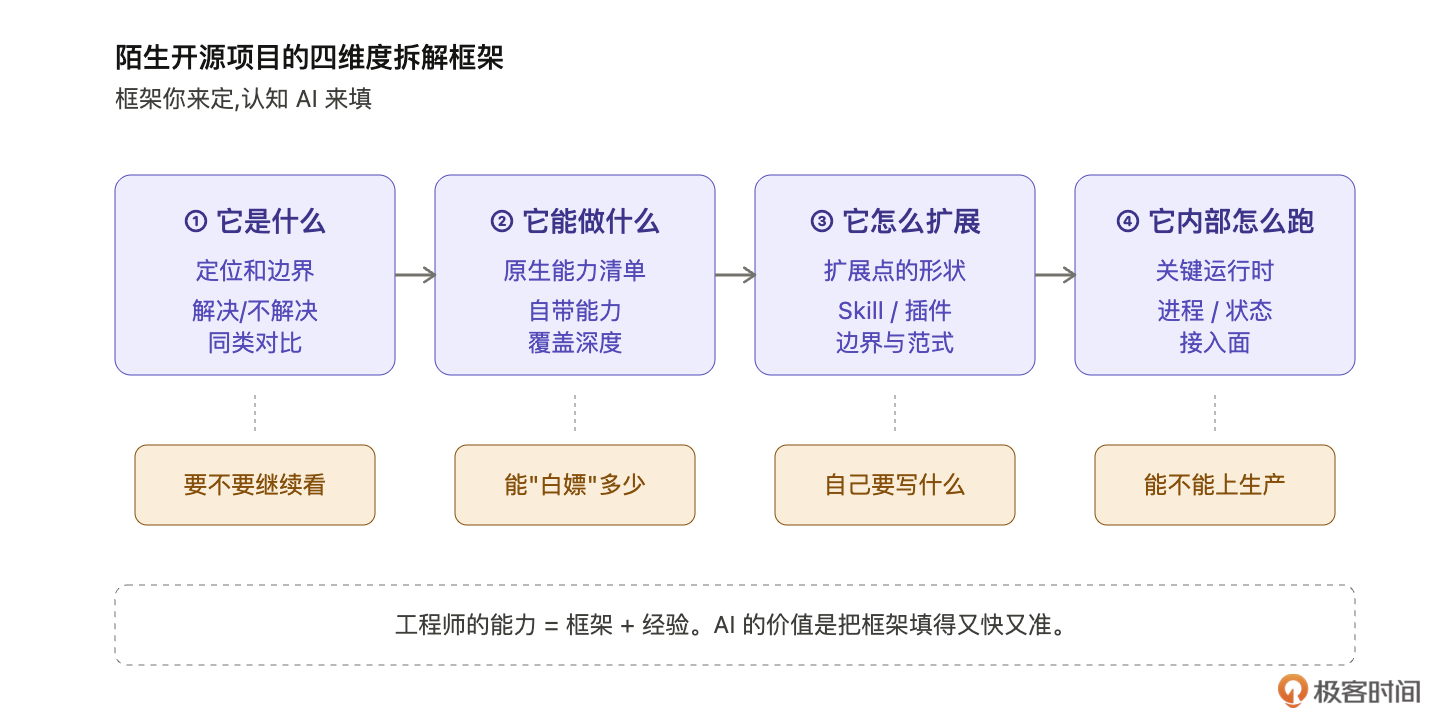 陌生开源项目的四维度拆解框架
框架你来定,认知 AI 来填
① 它是什么
定位和边界
解决/不解决
同类对比
② 它能做什么
原生能力清单
自带能力
覆盖深度
③ 它怎么扩展
扩展点的形状
Skill / 插件
边界与范式
④ 它内部怎么跑
关键运行时
进程 / 状态
接入面
要不要继续看
能"白嫖"多少
自己要写什么
能不能上生产
工程师的能力 = 框架 + 经验。AI 的价值是把框架填得又快又准。
极客时间